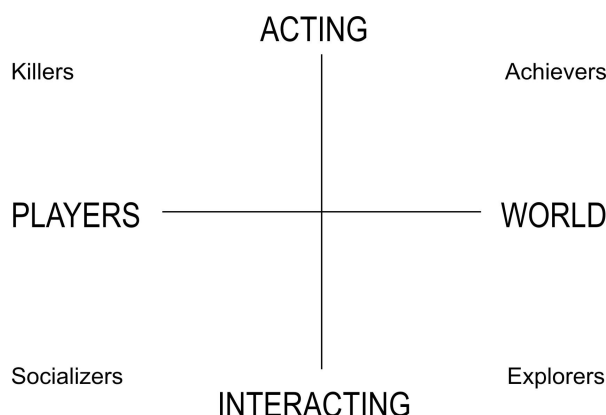 ACTING
Killers
Achievers
PLAYERS
WORLD
Socializers
Explorers
INTERACTING